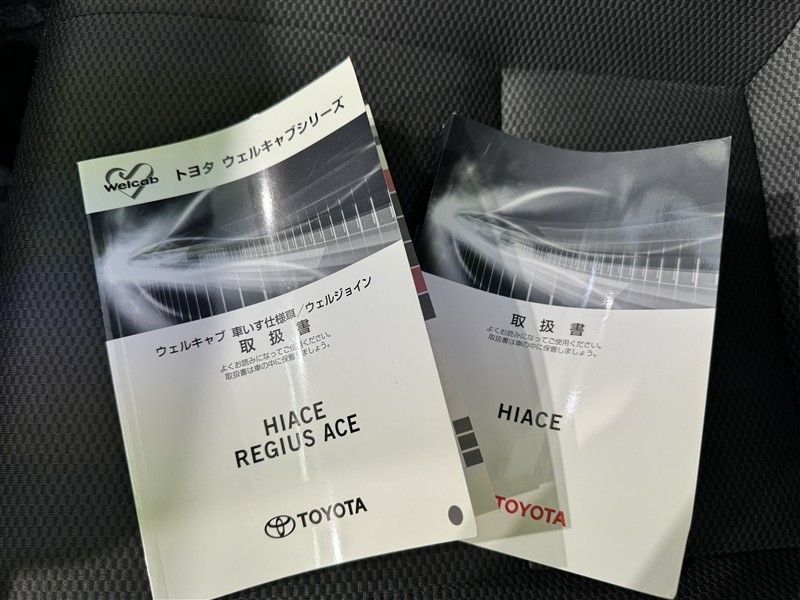 Welcab トヨタ ウェルキャブシリーズ
ウェルキャブ 車いす仕様車/ウェルジョイン
取扱書
よくお読みになってご使用ください。
取扱書は車の中に保管しましょう。
HIACE
REGIUS ACE
TOYOTA
取扱書
よくお読みになってご使用ください。
取扱書は車の中に保管しましょう。
HIACE
TOYOTA